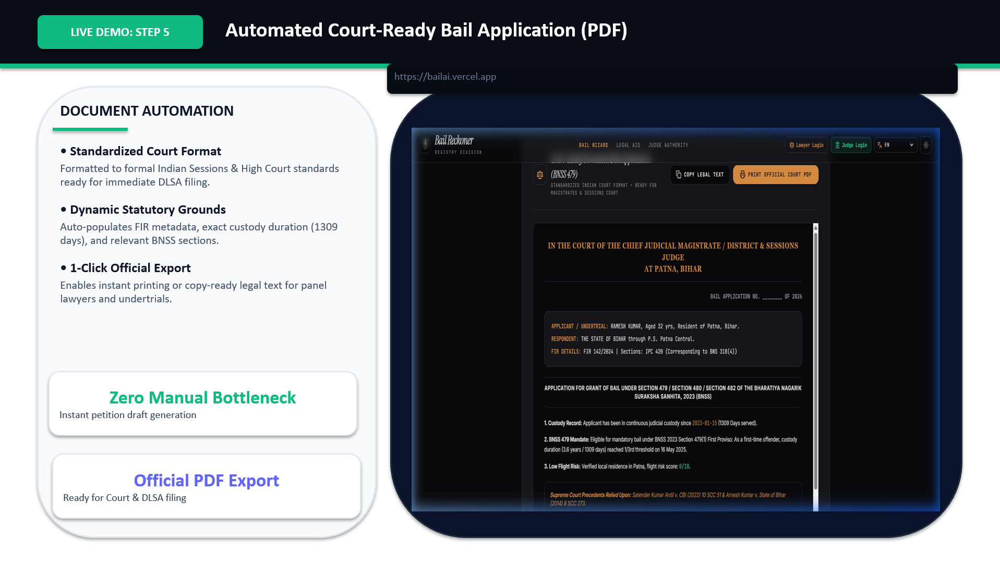 LIVE DEMO: STEP 5
Automated Court-Ready Bail Application (PDF)
https://bailai.vercel.app
DOCUMENT AUTOMATION
• Standardized Court Format
Formatted to formal Indian Sessions & High Court standards
ready for immediate DLSA filing.
• Dynamic Statutory Grounds
Auto-populates FIR metadata, exact custody duration (1309
days), and relevant BNSS sections.
• 1-Click Official Export
Enables instant printing or copy-ready legal text for panel
lawyers and undertrials.
Zero Manual Bottleneck
Instant petition draft generation
Official PDF Export
Ready for Court & DLSA filing
Bail Reckoner
REGISTRY DIVISION
BAIL WIZARD LEGAL AID JUDGE AUTHORITY
Lawyer Login Judge Login EN
(BNSS 479)
STANDARDIZED INDIAN COURT FORMAT • READY FOR
MAGISTRATES & SESSIONS COURT
COPY LEGAL TEXT PRINT OFFICIAL COURT PDF
IN THE COURT OF THE CHIEF JUDICIAL MAGISTRATE / DISTRICT & SESSIONS
JUDGE
AT PATNA, BIHAR
BAIL APPLICATION NO. ________ OF 2026
APPLICANT / UNDERTRIAL: RAMESH KUMAR, Aged 32 yrs, Resident of Patna, Bihar.
RESPONDENT: THE STATE OF BIHAR through P.S. Patna Central.
FIR DETAILS: FIR 142/2024 | Sections: IPC 420 (Corresponding to BNS 318(4))
APPLICATION FOR GRANT OF BAIL UNDER SECTION 479 / SECTION 480 / SECTION 482 OF THE BHARATIYA NAGARIK
SURAKSHA SANHITA, 2023 (BNSS)
1. Custody Record: Applicant has been in continuous judicial custody since 2023-01-15 (1309 Days served).
2. BNSS 479 Mandate: Eligible for mandatory bail under BNSS 2023 Section 479(1) First Proviso: As a first-time offender, custody
duration (3.6 years / 1309 days) reached 1/3rd threshold on 16 May 2025.
3. Low Flight Risk: Verified local residence in Patna, flight risk score: 0/10.
Supreme Court Precedents Relied Upon: Satender Kumar Antil v. CBI (2022) 10 SCC 51 & Arnesh Kumar v. State of Bihar
(2014) 8 SCC 273.